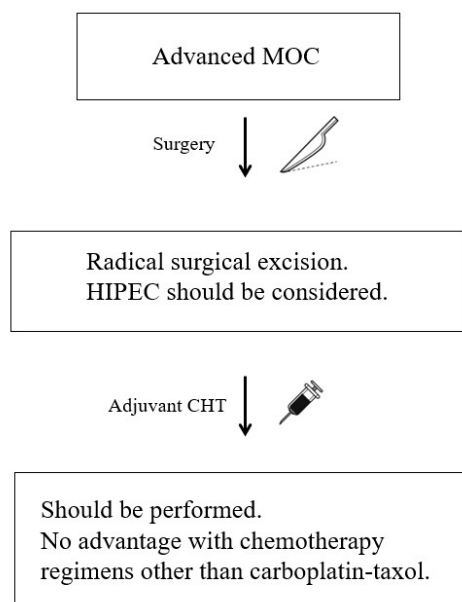 Advanced MOC
Surgery
Radical surgical excision.
HIPEC should be considered.
Adjuvant CHT
Should be performed.
No advantage with chemotherapy
regimens other than carboplatin-taxol.